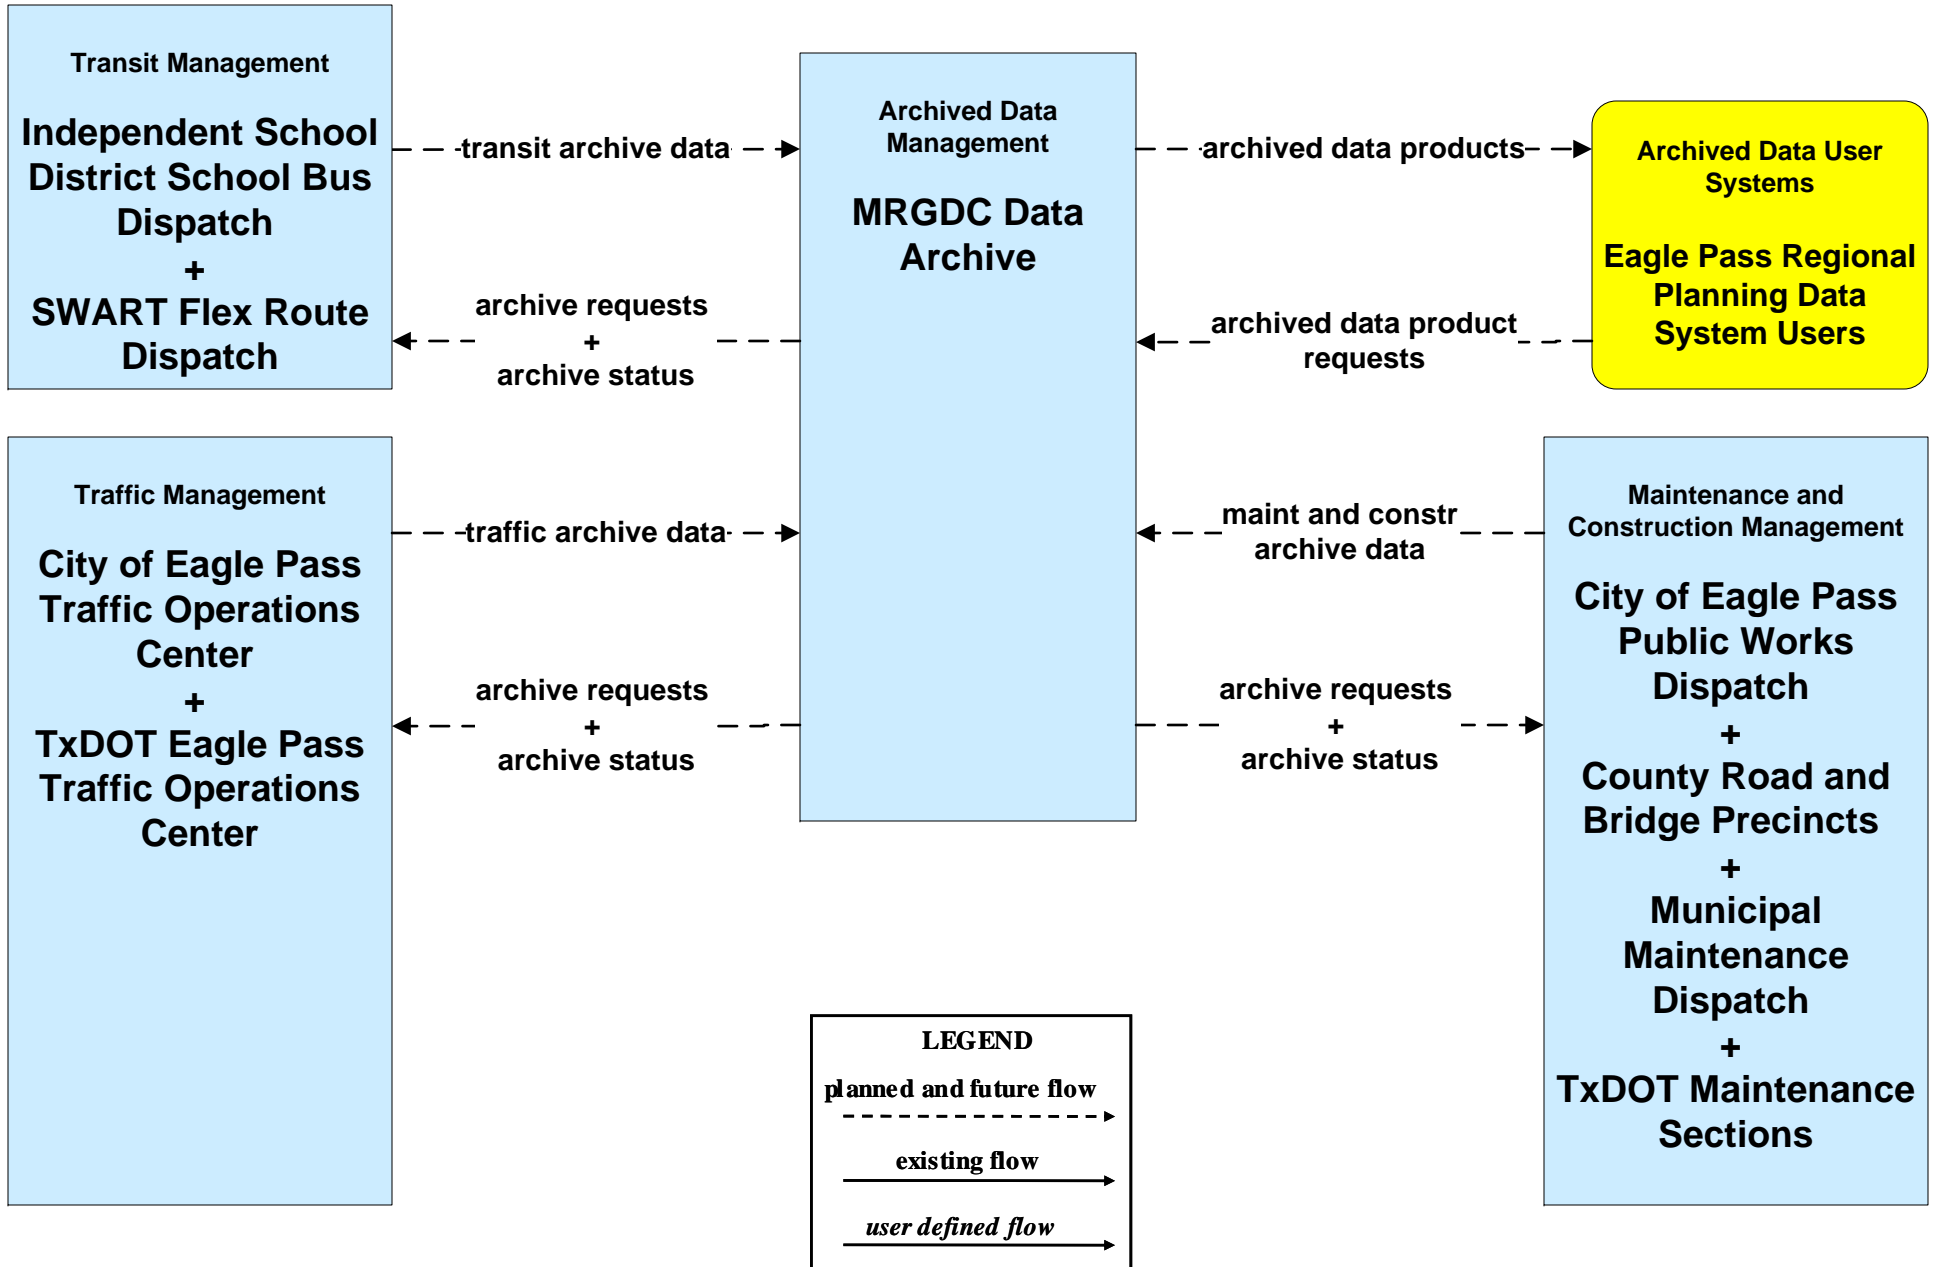 Transit Management
Independent School
District School Bus
Dispatch
+
SWART Flex Route
Dispatch
transit archive data
archive requests
+
archive status
Archived Data
Management
MRGDC Data
Archive
archived data products
archived data product
requests
Archived Data User
Systems
Eagle Pass Regional
Planning Data
System Users
Traffic Management
City of Eagle Pass
Traffic Operations
Center
+
TxDOT Eagle Pass
Traffic Operations
Center
traffic archive data
archive requests
+
archive status
maint and constr
archive data
archive requests
+
archive status
Maintenance and
Construction Management
City of Eagle Pass
Public Works
Dispatch
+
County Road and
Bridge Precincts
+
Municipal
Maintenance
Dispatch
+
TxDOT Maintenance
Sections
LEGEND
planned and future flow
existing flow
user defined flow